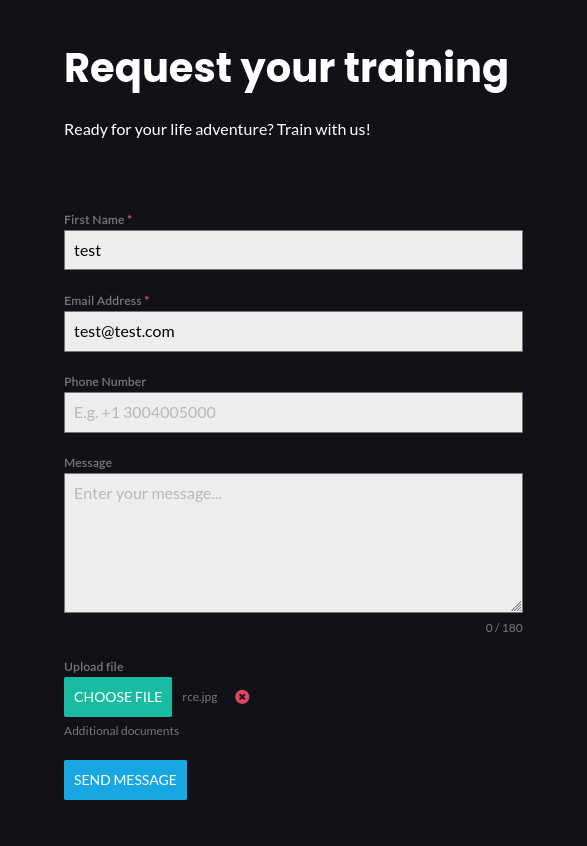 Request your training
Ready for your life adventure? Train with us!
First Name *
test
Email Address *
test@test.com
Phone Number
E.g. +1 3004005000
Message
Enter your message...
0 / 180
Upload file
CHOOSE FILE rce.jpg
Additional documents
SEND MESSAGE